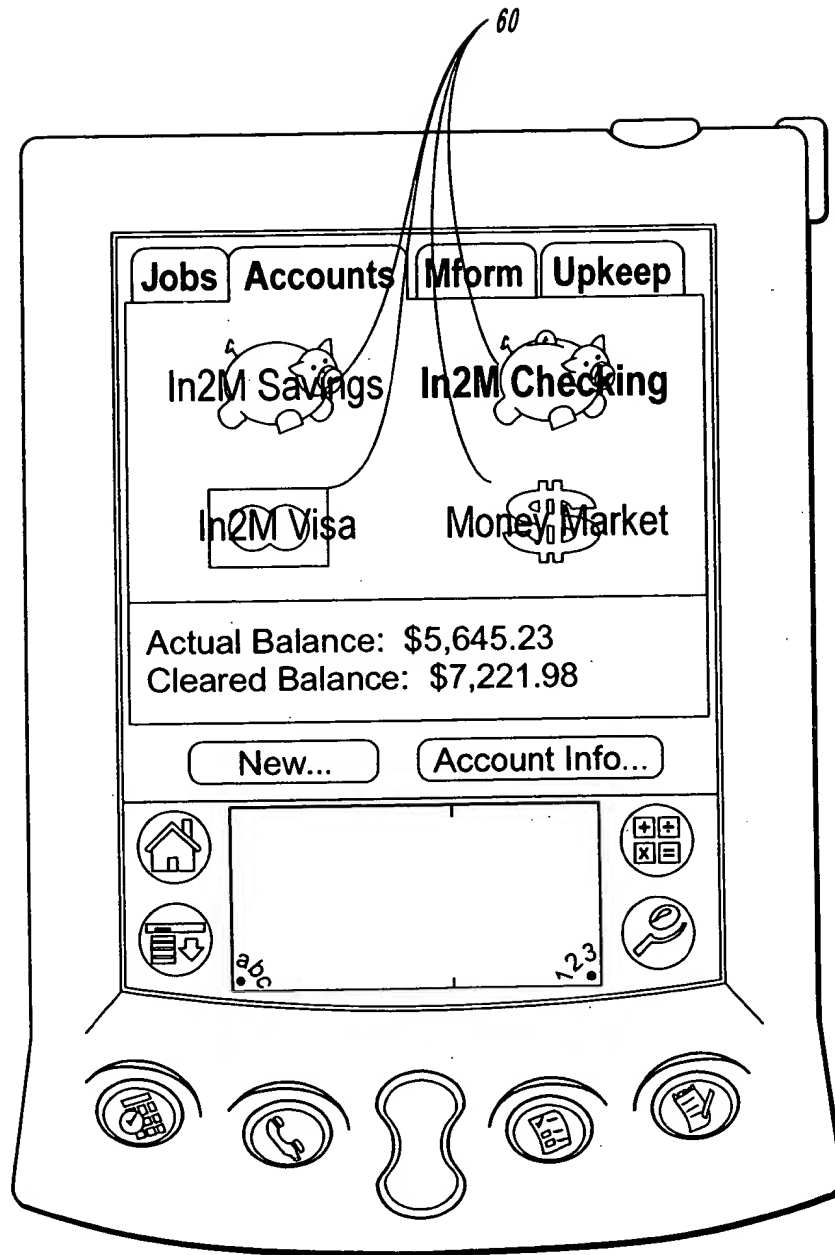 60
Jobs Accounts Mform Upkeep
In2M Savings In2M Checking
In2M Visa Money Market
Actual Balance: $5,645.23
Cleared Balance: $7,221.98
New... Account Info...
+ ÷
x =
abc 123